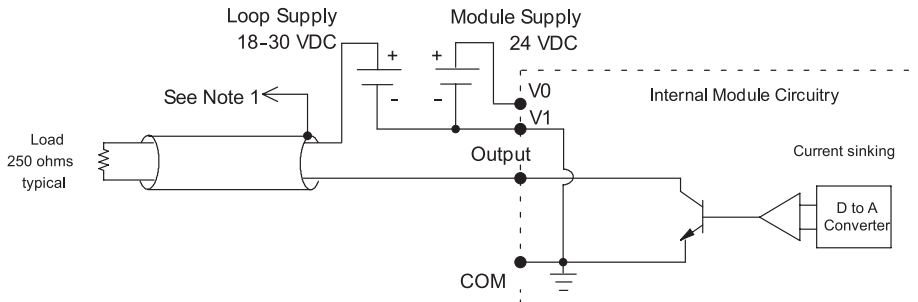 Loop Supply
18-30 VDC
Module Supply
24 VDC
+
-
+
-
V0
V1
Internal Module Circuitry
See Note 1
Load
250 ohms
typical
Output
Current sinking
D to A
Converter
COM